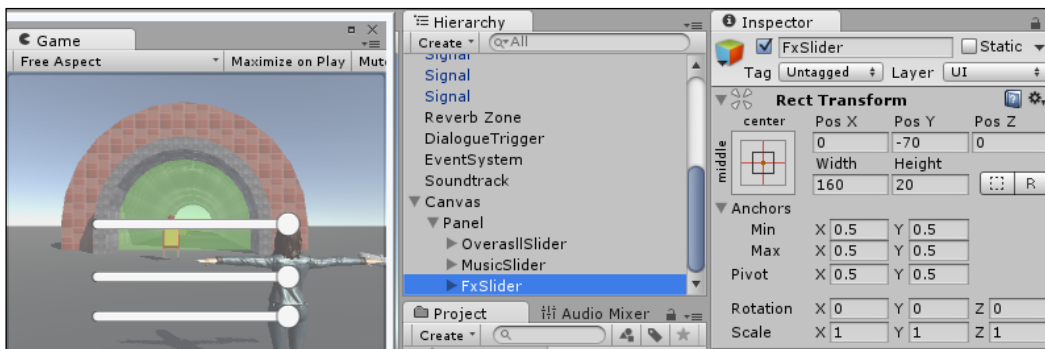 Game
Free Aspect
Maximize on Play
Mut
Hierarchy
Create
All
Signal
Signal
Signal
Reverb Zone
DialogueTrigger
EventSystem
Soundtrack
Canvas
Panel
OverasllSlider
MusicSlider
FxSlider
Project
Audio Mixer
Create
Inspector
FxSlider
Static
Tag Untagged Layer UI
Rect Transform
center
middle
Pos X Pos Y Pos Z
0 -70 0
Width Height
160 20
R
Anchors
Min X 0.5 Y 0.5
Max X 0.5 Y 0.5
Pivot X 0.5 Y 0.5
Rotation X 0 Y 0 Z 0
Scale X 1 Y 1 Z 1